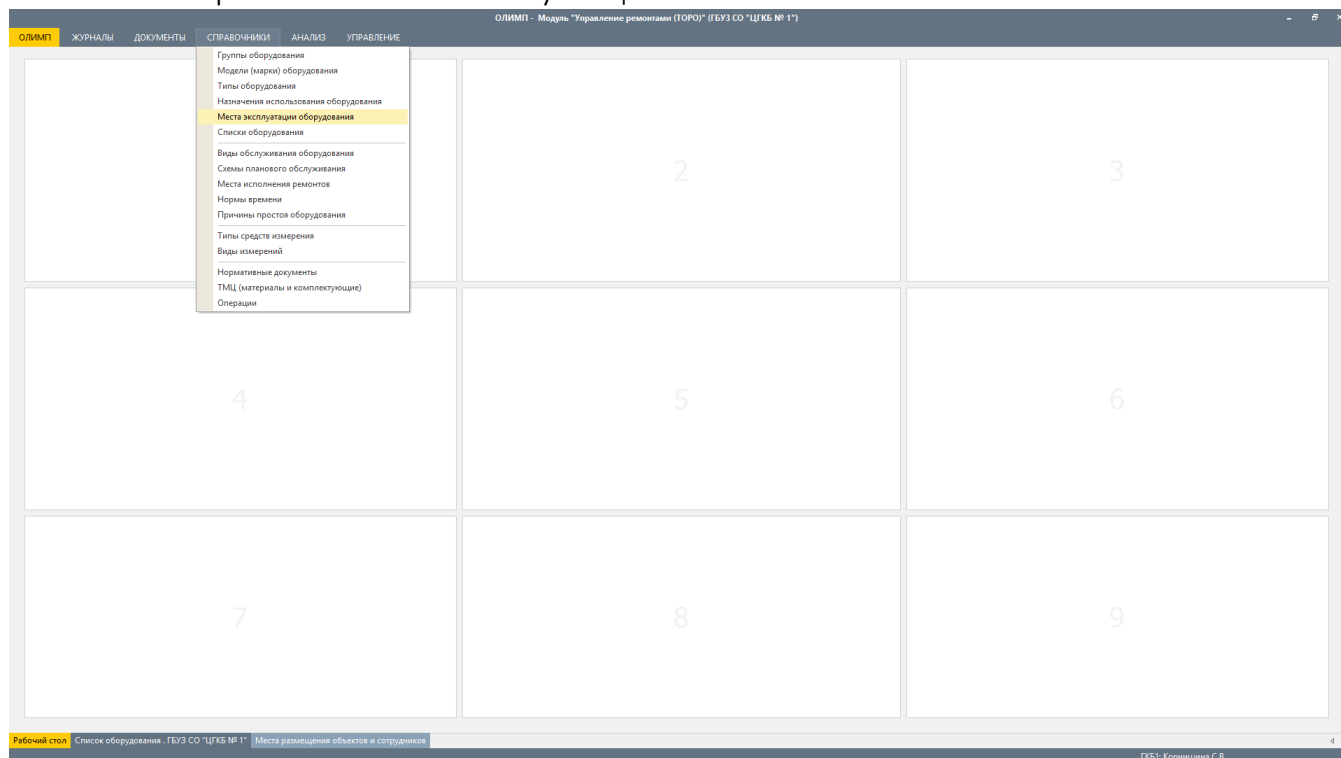 ОЛИМП - Модуль "Управление ремонтами (ТОРО)" (ГБУЗ СО "ЦГКБ № 1")
ОЛИМП ЖУРНАЛЫ ДОКУМЕНТЫ СПРАВОЧНИКИ АНАЛИЗ УПРАВЛЕНИЕ
Группы оборудования
Модели (марки) оборудования
Типы оборудования
Назначения использования оборудования
Места эксплуатации оборудования
Списки оборудования
Виды обслуживания оборудования
Схемы планового обслуживания
Места исполнения ремонтов
Нормы времени
Причины простоя оборудования
Типы средств измерения
Виды измерений
Нормативные документы
ТМЦ (материалы и комплектующие)
Операции
2 3
4 5 6
7 8 9
Рабочий стол Список оборудования . ГБУЗ СО "ЦГКБ № 1" Места размещения объектов и сотрудников